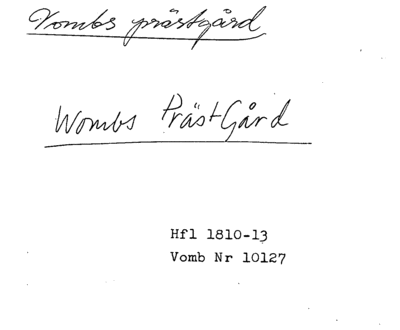 Vombs prästgård
Wombs PrästGård
Hfl 1810-13
Vomb Nr 10127